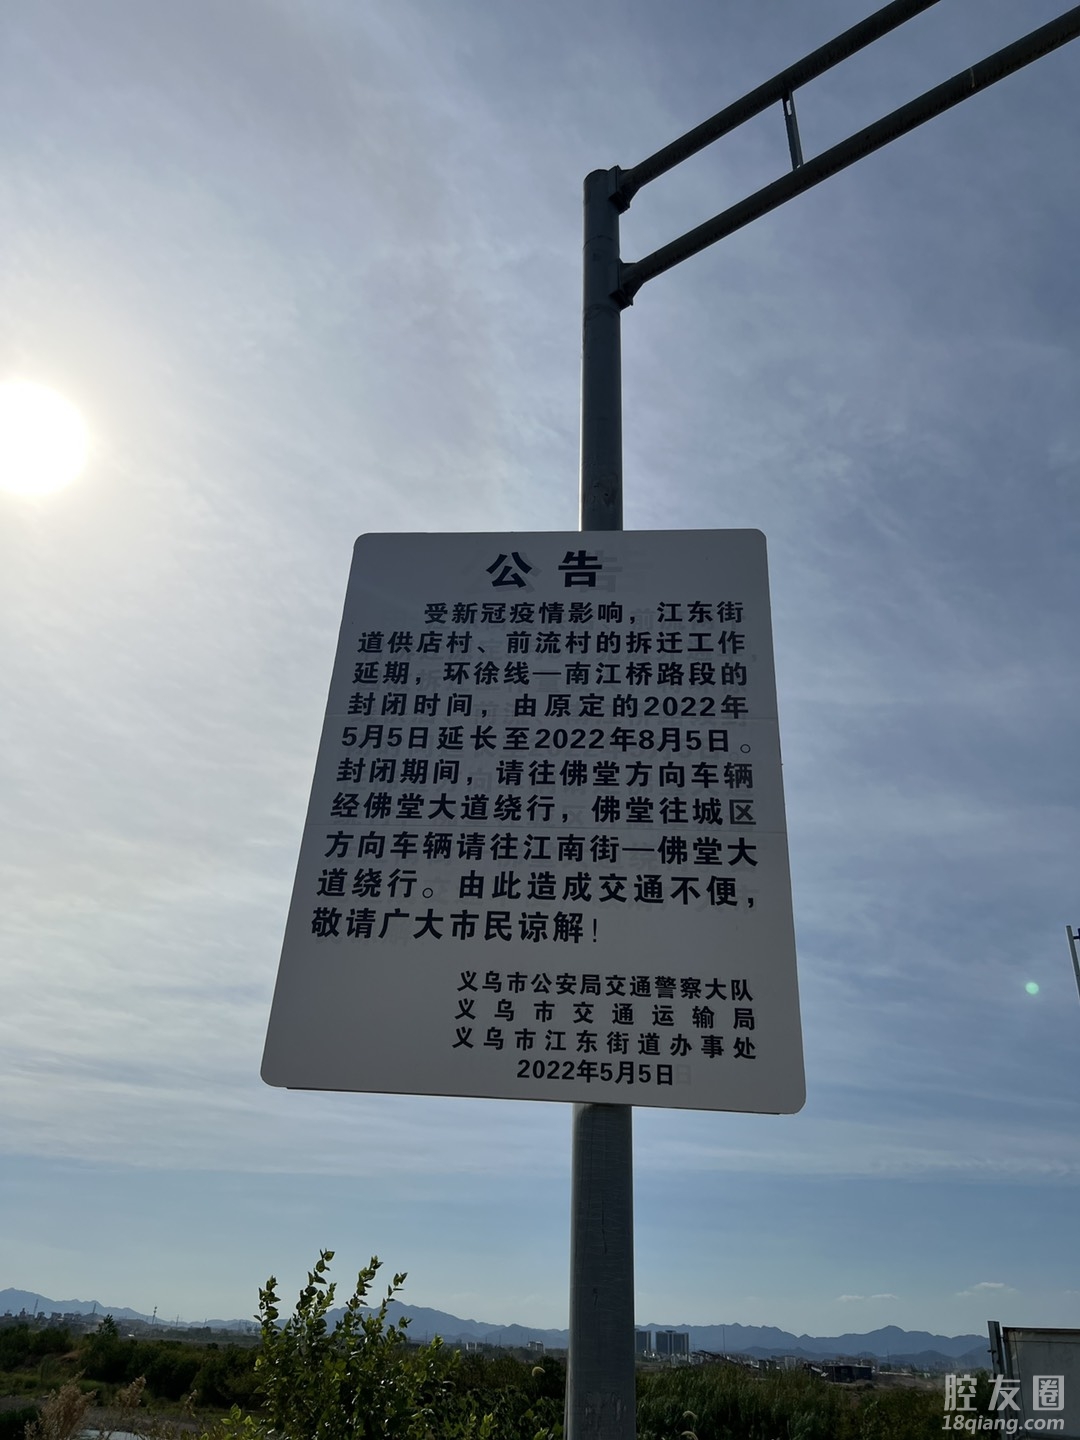 公告
受新冠疫情影响，江东街
道供店村、前流村的拆迁工作
延期，环徐线—南江桥路段的
封闭时间，由原定的2022年
5月5日延长至2022年8月5日。
封闭期间，请往佛堂方向车辆
经佛堂大道绕行，佛堂往城区
方向车辆请往江南街—佛堂大
道绕行。由此造成交通不便，
敬请广大市民谅解！
义乌市公安局交通警察大队
义乌市交通运输局
义乌市江东街道办事处
2022年5月5日
腔友圈
18qiang.com